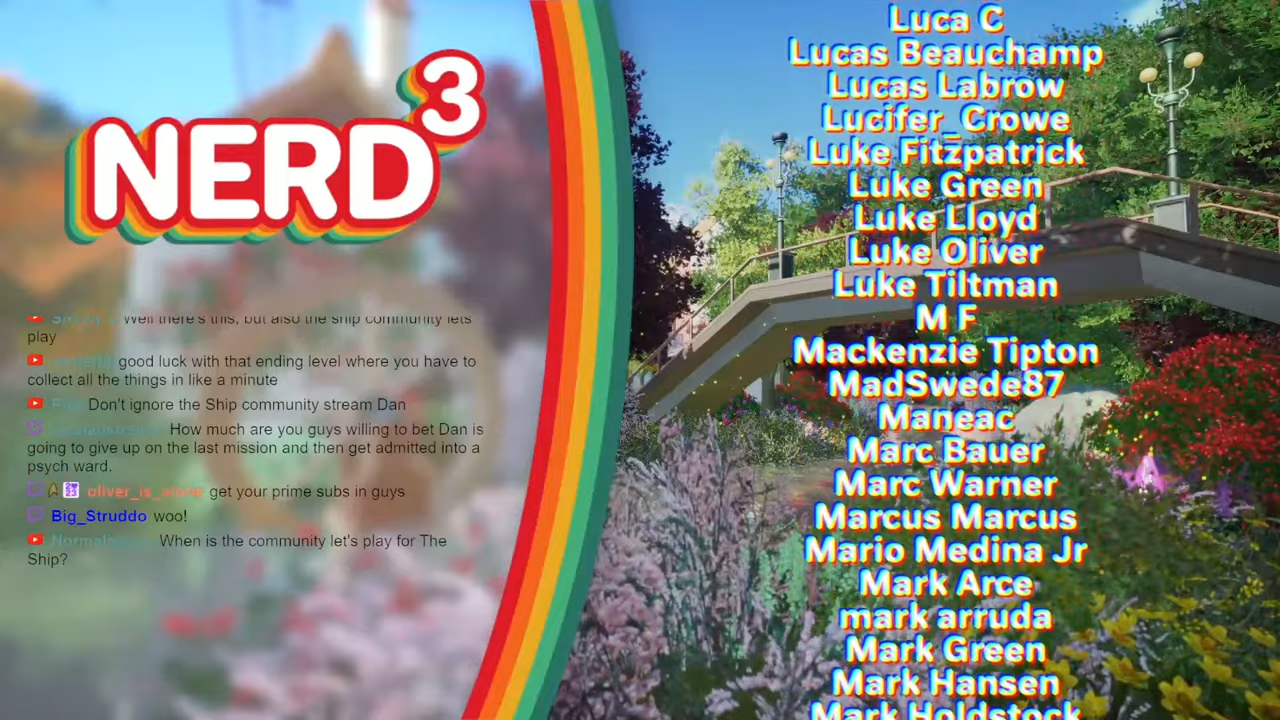 NERD³
Well there's this, but also the ship community lets
play
good luck with that ending level where you have to
collect all the things in like a minute
Don't ignore the Ship community stream Dan
How much are you guys willing to bet Dan is
going to give up on the last mission and then get admitted into a
psych ward.
oliver_is_alone get your prime subs in guys
Big_Struddo woo!
When is the community let's play for The
Ship?
Luca C
Lucas Beauchamp
Lucas Labrow
Lucifer_Crowe
Luke Fitzpatrick
Luke Green
Luke Lloyd
Luke Oliver
Luke Tiltman
M F
Mackenzie Tipton
MadSwede87
Maneac
Marc Bauer
Marc Warner
Marcus Marcus
Mario Medina Jr
Mark Arce
mark arruda
Mark Green
Mark Hansen
Mark Holdstock